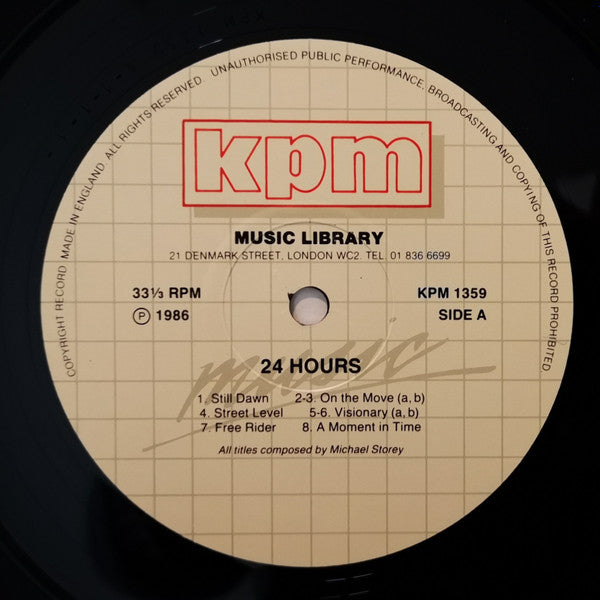 COPYRIGHT RECORD MADE IN ENGLAND. ALL RIGHTS RESERVED. UNAUTHORISED PUBLIC PERFORMANCE, BROADCASTING AND COPYING OF THIS RECORD PROHIBITED.
kpm
MUSIC LIBRARY
21 DENMARK STREET, LONDON WC2. TEL. 01 836 6699
33⅓ RPM KPM 1359
℗ 1986 SIDE A
music
24 HOURS
1. Still Dawn 2-3. On the Move (a, b)
4. Street Level 5-6. Visionary (a, b)
7. Free Rider 8. A Moment in Time
All titles composed by Michael Storey